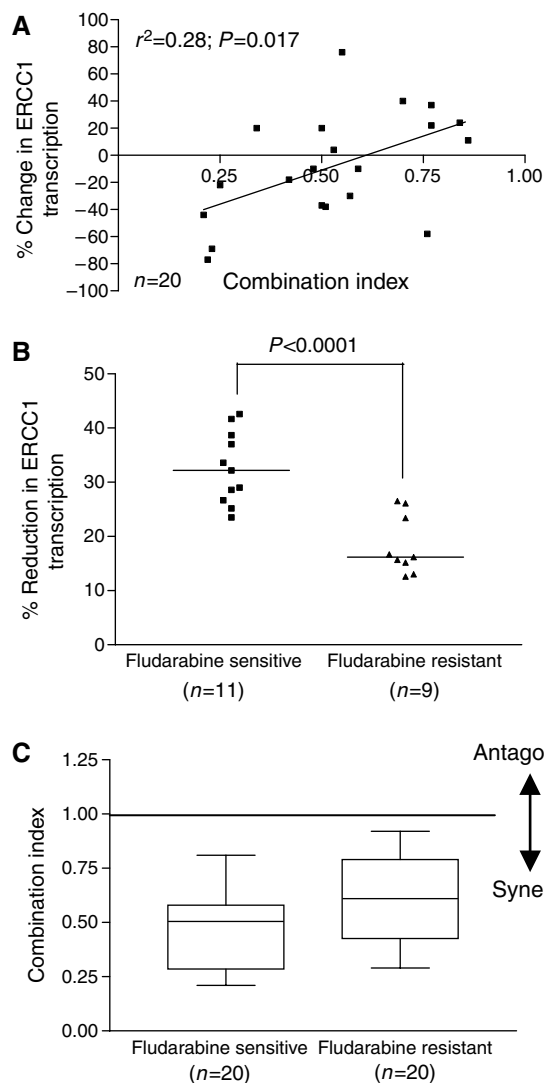 A
r²=0.28; P=0.017
% Change in ERCC1
transcription
100
80
60
40
20
0
−20
−40
−60
−80
−100
0.25
0.50
0.75
1.00
n=20
Combination index
B
P<0.0001
% Reduction in ERCC1
transcription
50
40
30
20
10
0
Fludarabine sensitive
(n=11)
Fludarabine resistant
(n=9)
C
Combination index
1.25
1.00
0.75
0.50
0.25
0.00
Antago
Syne
Fludarabine sensitive
(n=20)
Fludarabine resistant
(n=20)